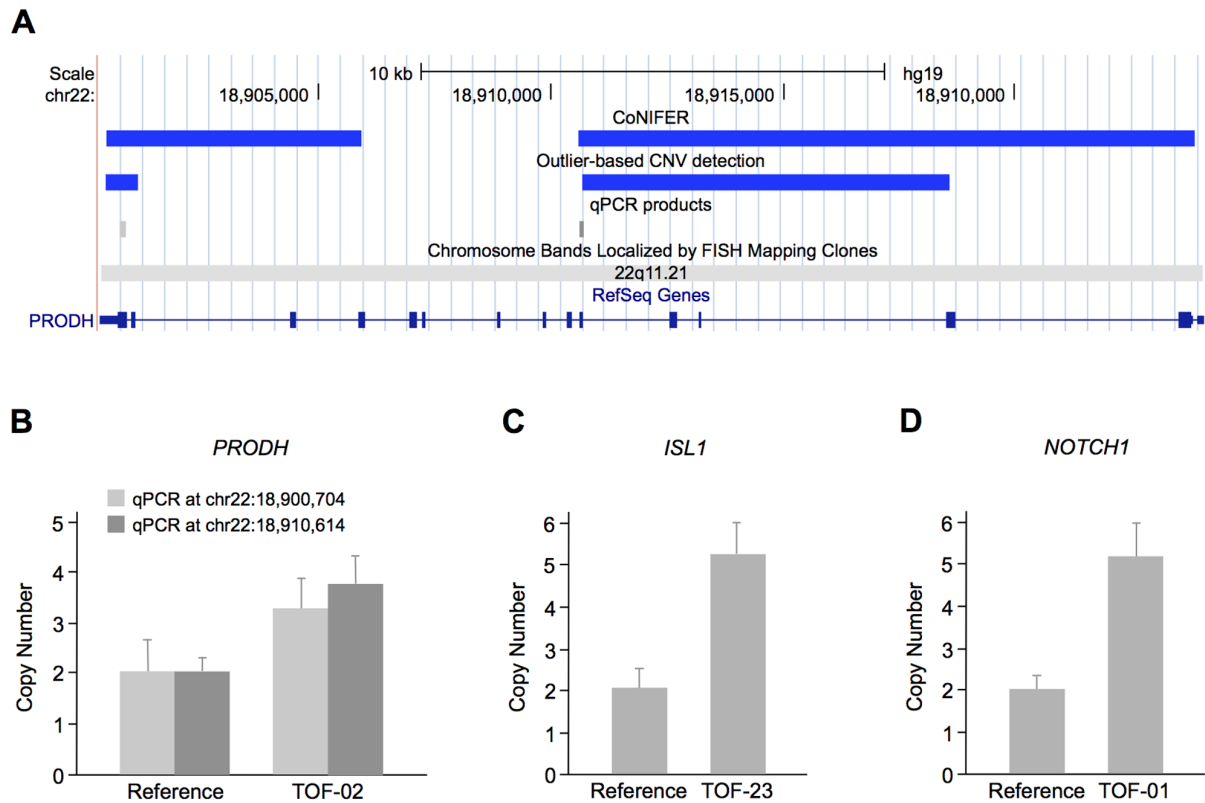 A
Scale 10 kb hg19
chr22: 18,905,000 18,910,000 18,915,000 18,910,000
CoNIFER
Outlier-based CNV detection
qPCR products
Chromosome Bands Localized by FISH Mapping Clones
22q11.21
RefSeq Genes
PRODH
B
PRODH
qPCR at chr22:18,900,704
qPCR at chr22:18,910,614
Copy Number
5
4
3
2
1
0
Reference TOF-02
C
ISL1
Copy Number
6
5
4
3
2
1
0
Reference TOF-23
D
NOTCH1
Copy Number
6
5
4
3
2
1
0
Reference TOF-01